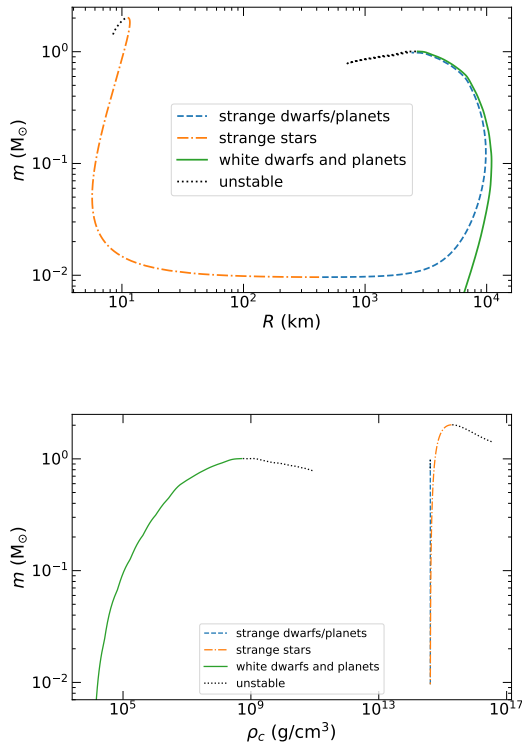 m (M⊙)
10⁰
10⁻¹
10⁻²
strange dwarfs/planets
strange stars
white dwarfs and planets
unstable
10¹ 10² 10³ 10⁴
R (km)
m (M⊙)
10⁰
10⁻¹
10⁻²
strange dwarfs/planets
strange stars
white dwarfs and planets
unstable
10⁵ 10⁹ 10¹³ 10¹⁷
ρc (g/cm³)